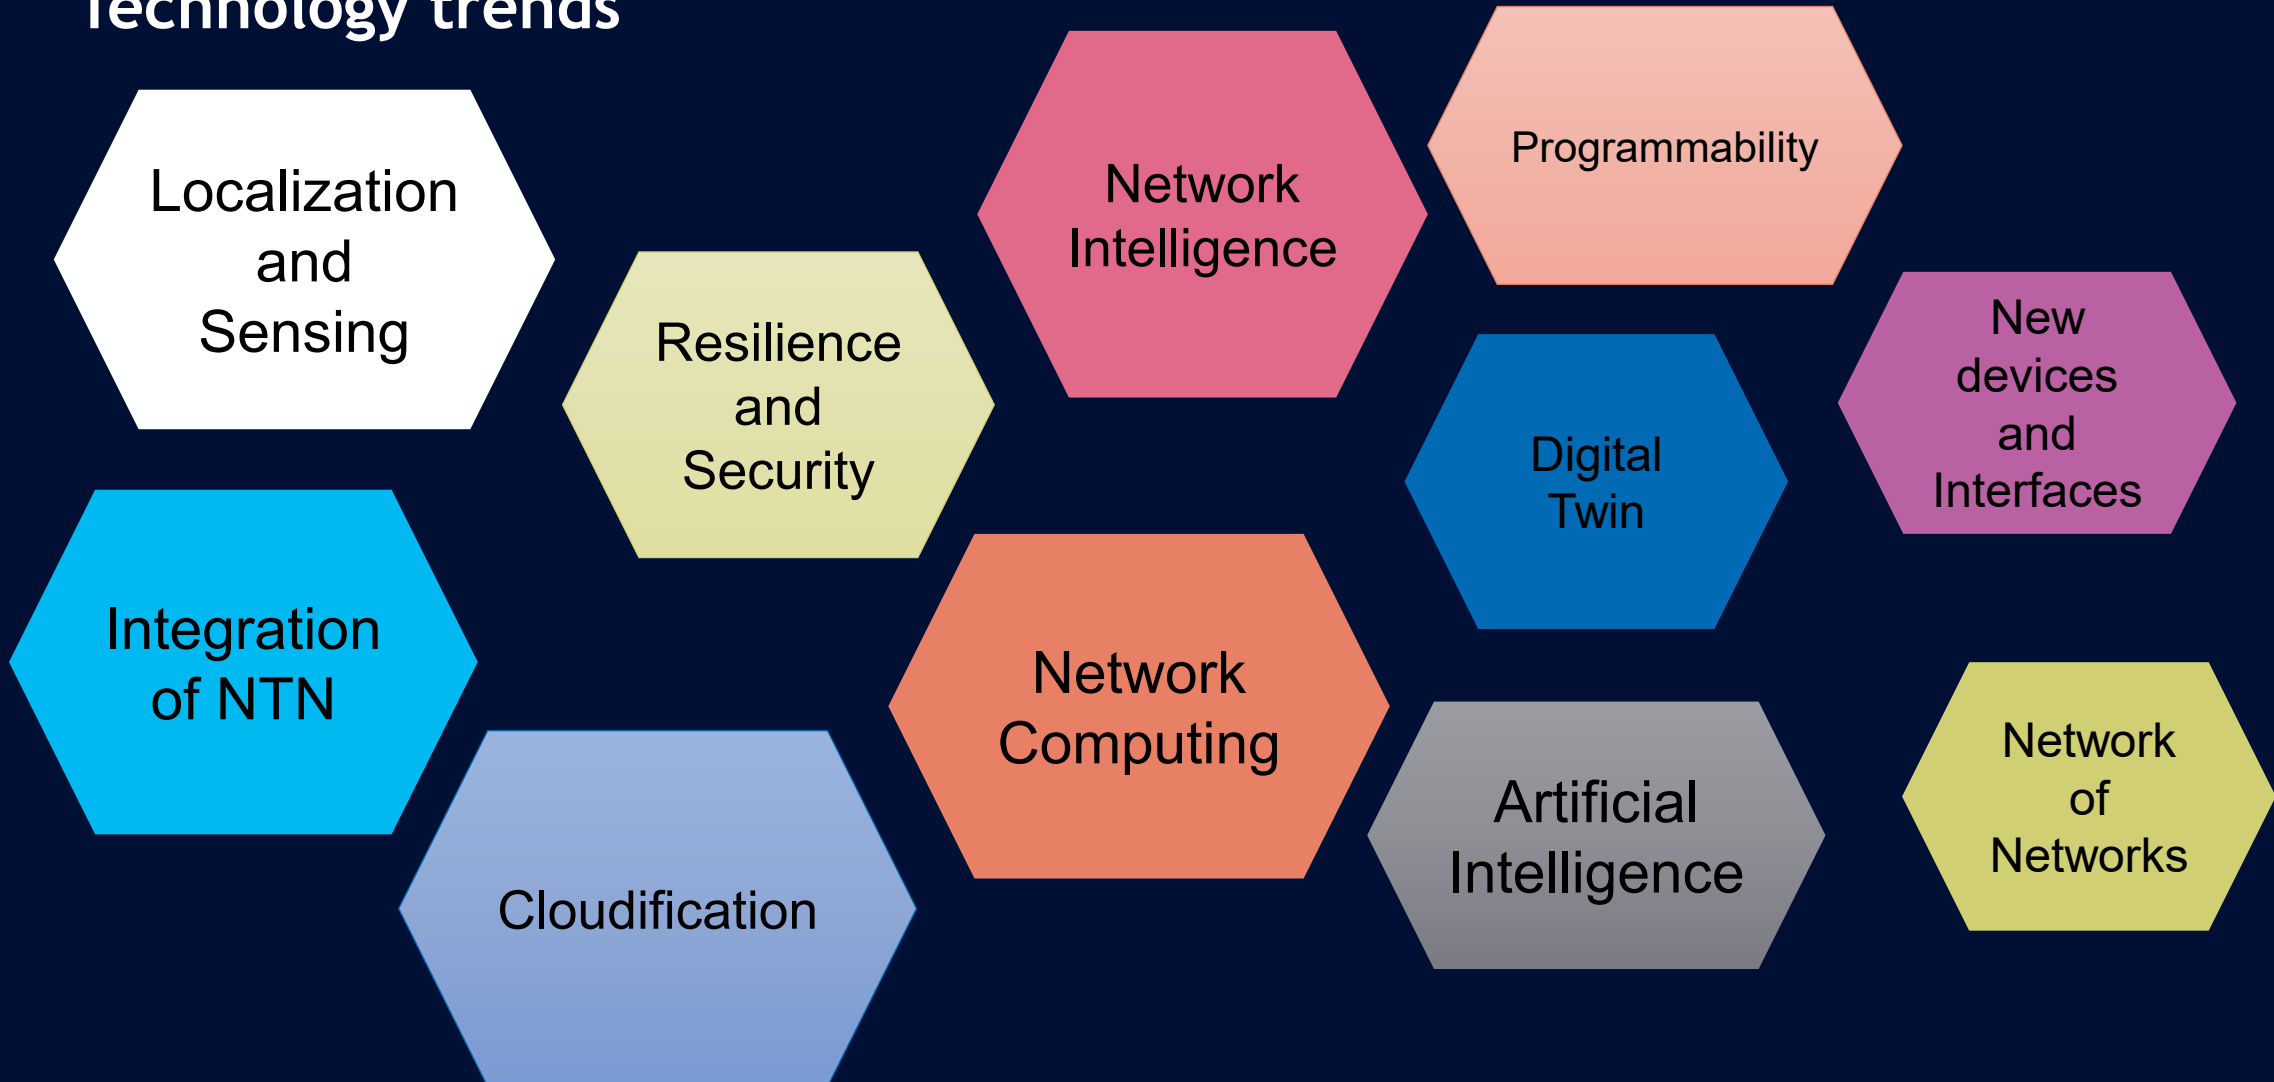 Technology trends
Localization
and
Sensing
Resilience
and
Security
Network
Intelligence
Programmability
New
devices
and
Interfaces
Digital
Twin
Integration
of NTN
Network
Computing
Cloudification
Artificial
Intelligence
Network
of
Networks